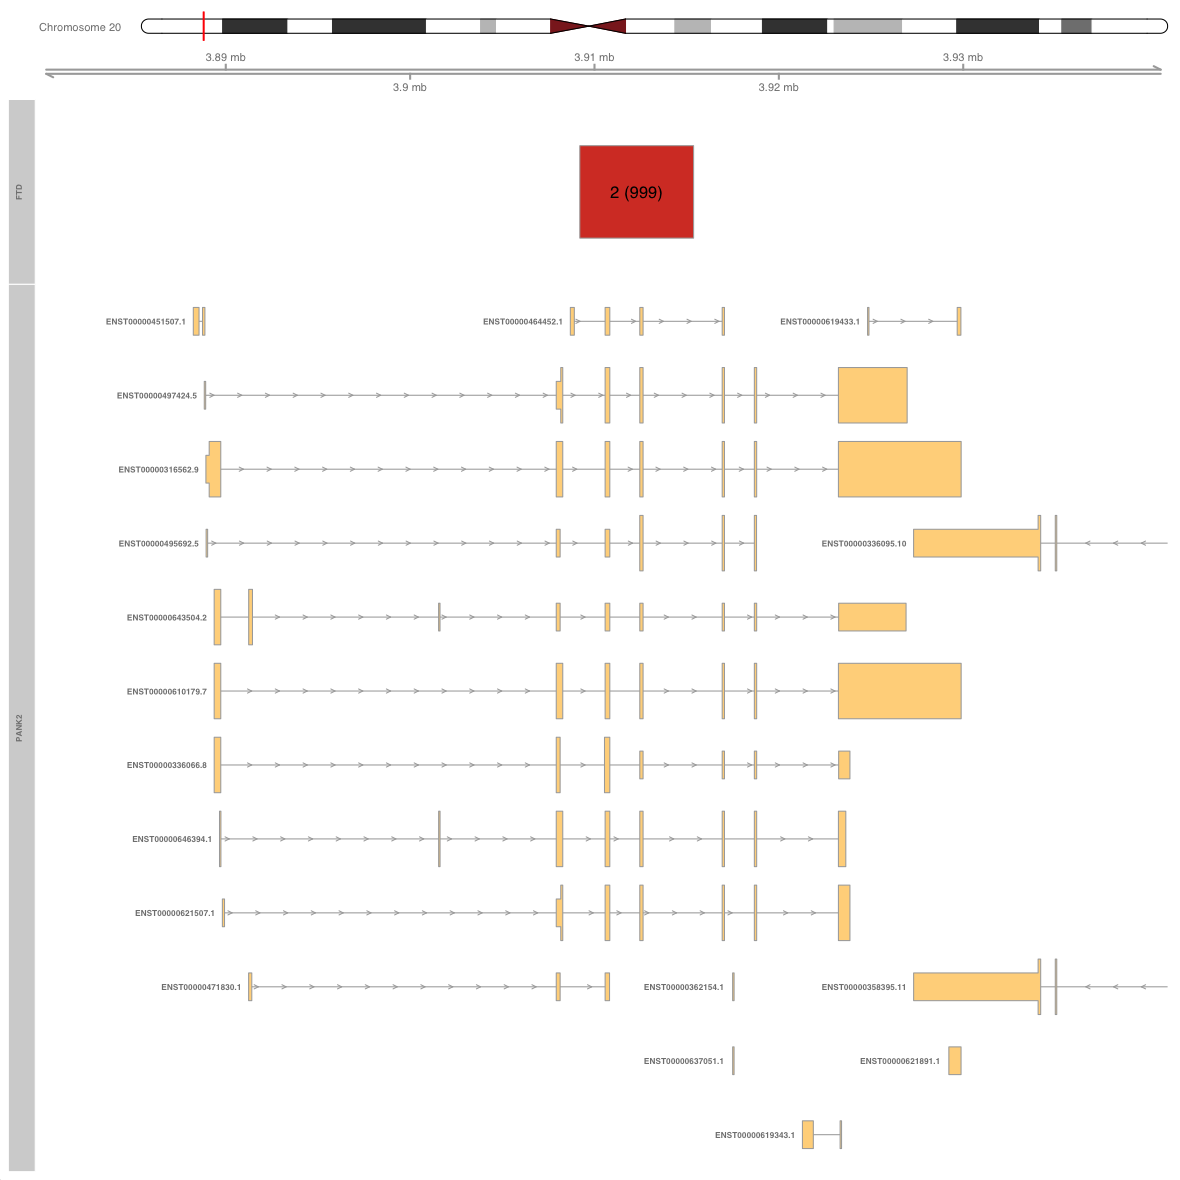 Chromosome 20
3.89 mb 3.91 mb 3.93 mb
3.9 mb 3.92 mb
FTD
2 (999)
ENST00000451507.1 ENST00000464452.1 ENST00000619433.1
ENST00000497424.5
ENST00000316562.9
ENST00000495692.5 ENST00000336095.10
ENST00000643504.2
ENST00000610179.7
PANK2
ENST00000336066.8
ENST00000646394.1
ENST00000621507.1
ENST00000471830.1 ENST00000362154.1 ENST00000358395.11
ENST00000637051.1 ENST00000621891.1
ENST00000619343.1